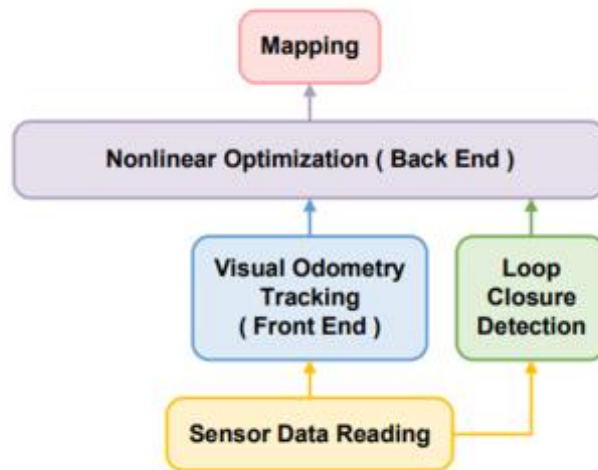 Mapping
Nonlinear Optimization ( Back End )
Visual Odometry
Tracking
( Front End )
Loop
Closure
Detection
Sensor Data Reading